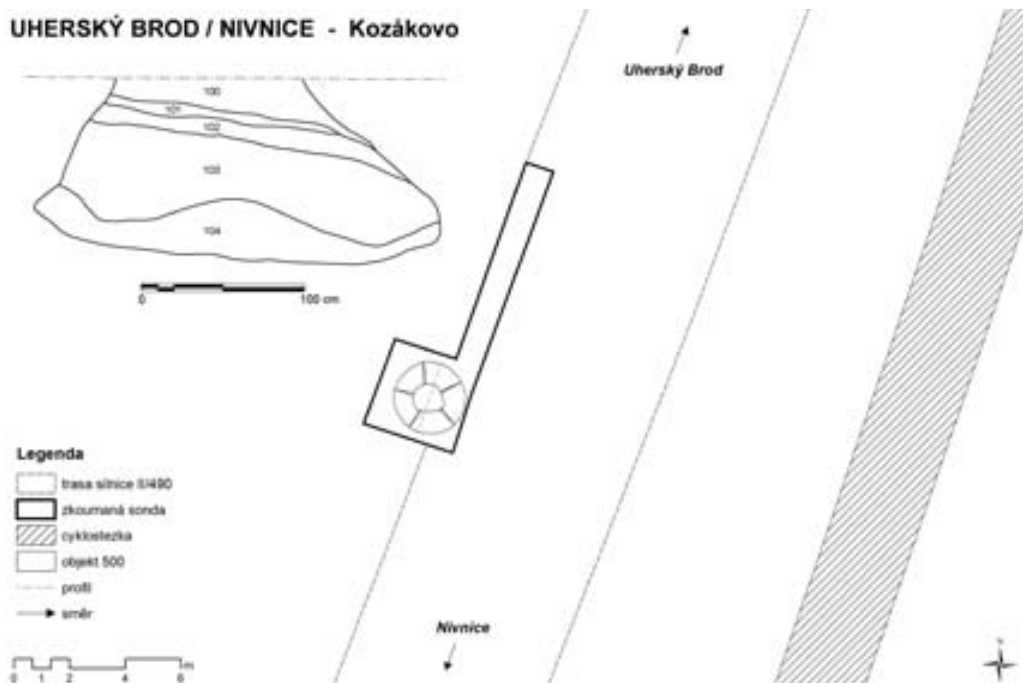 UHERSKÝ BROD / NIVNICE - Kozákovo
Uherský Brod
100
101
102
103
104
0 100 cm
Legenda
trasa silnice II/490
zkoumaná sonda
cyklostezka
objekt 500
profil
směr
Nivnice
0 1 2 4 6 m